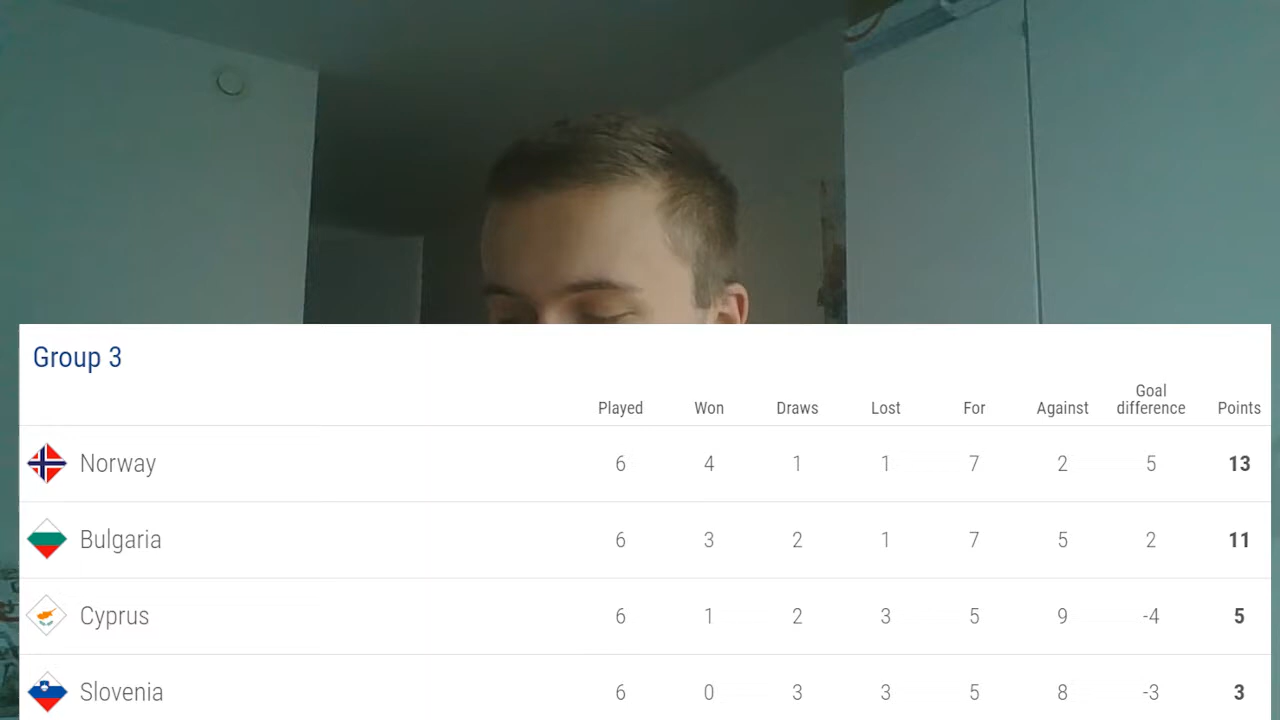 Group 3
Played Won Draws Lost For Against Goal difference Points
Norway 6 4 1 1 7 2 5 13
Bulgaria 6 3 2 1 7 5 2 11
Cyprus 6 1 2 3 5 9 -4 5
Slovenia 6 0 3 3 5 8 -3 3